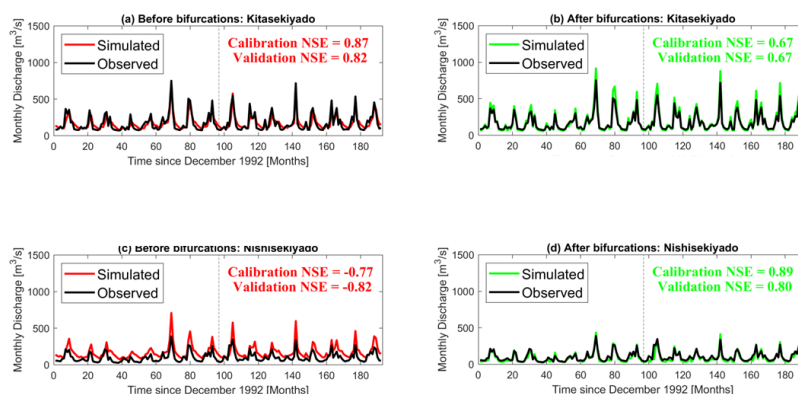 (a) Before bifurcations: Kitasekiyado
1500
1000
500
0
Monthly Discharge [m³/s]
Simulated
Observed
Calibration NSE = 0.87
Validation NSE = 0.82
0 20 40 60 80 100 120 140 160 180
Time since December 1992 [Months]
(b) After bifurcations: Kitasekiyado
1500
1000
500
0
Monthly Discharge [m³/s]
Simulated
Observed
Calibration NSE = 0.67
Validation NSE = 0.67
0 20 40 60 80 100 120 140 160 180
Time since December 1992 [Months]
(c) Before bifurcations: Nishisekiyado
1500
1000
500
0
Monthly Discharge [m³/s]
Simulated
Observed
Calibration NSE = -0.77
Validation NSE = -0.82
0 20 40 60 80 100 120 140 160 180
Time since December 1992 [Months]
(d) After bifurcations: Nishisekiyado
1500
1000
500
0
Monthly Discharge [m³/s]
Simulated
Observed
Calibration NSE = 0.89
Validation NSE = 0.80
0 20 40 60 80 100 120 140 160 180
Time since December 1992 [Months]